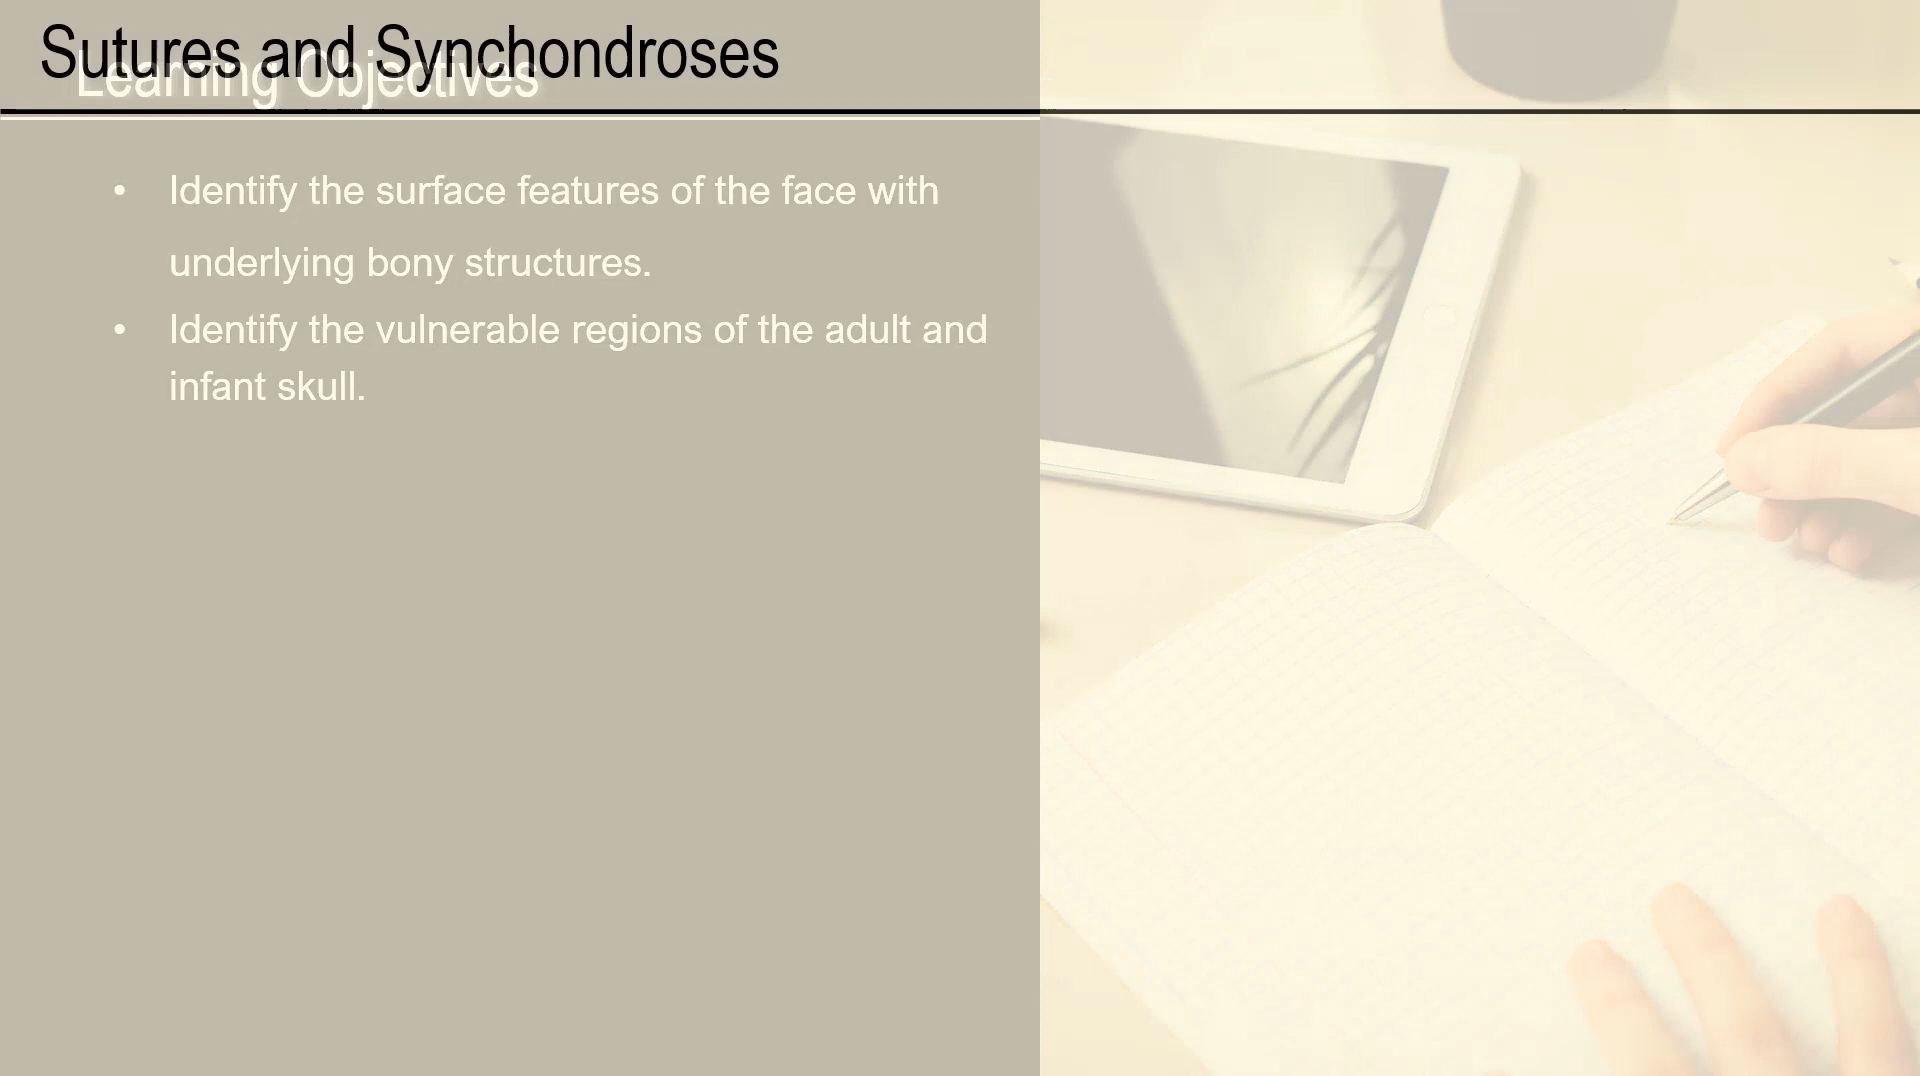 Sutures and Synchondroses
Learning Objectives
• Identify the surface features of the face with
underlying bony structures.
• Identify the vulnerable regions of the adult and
infant skull.